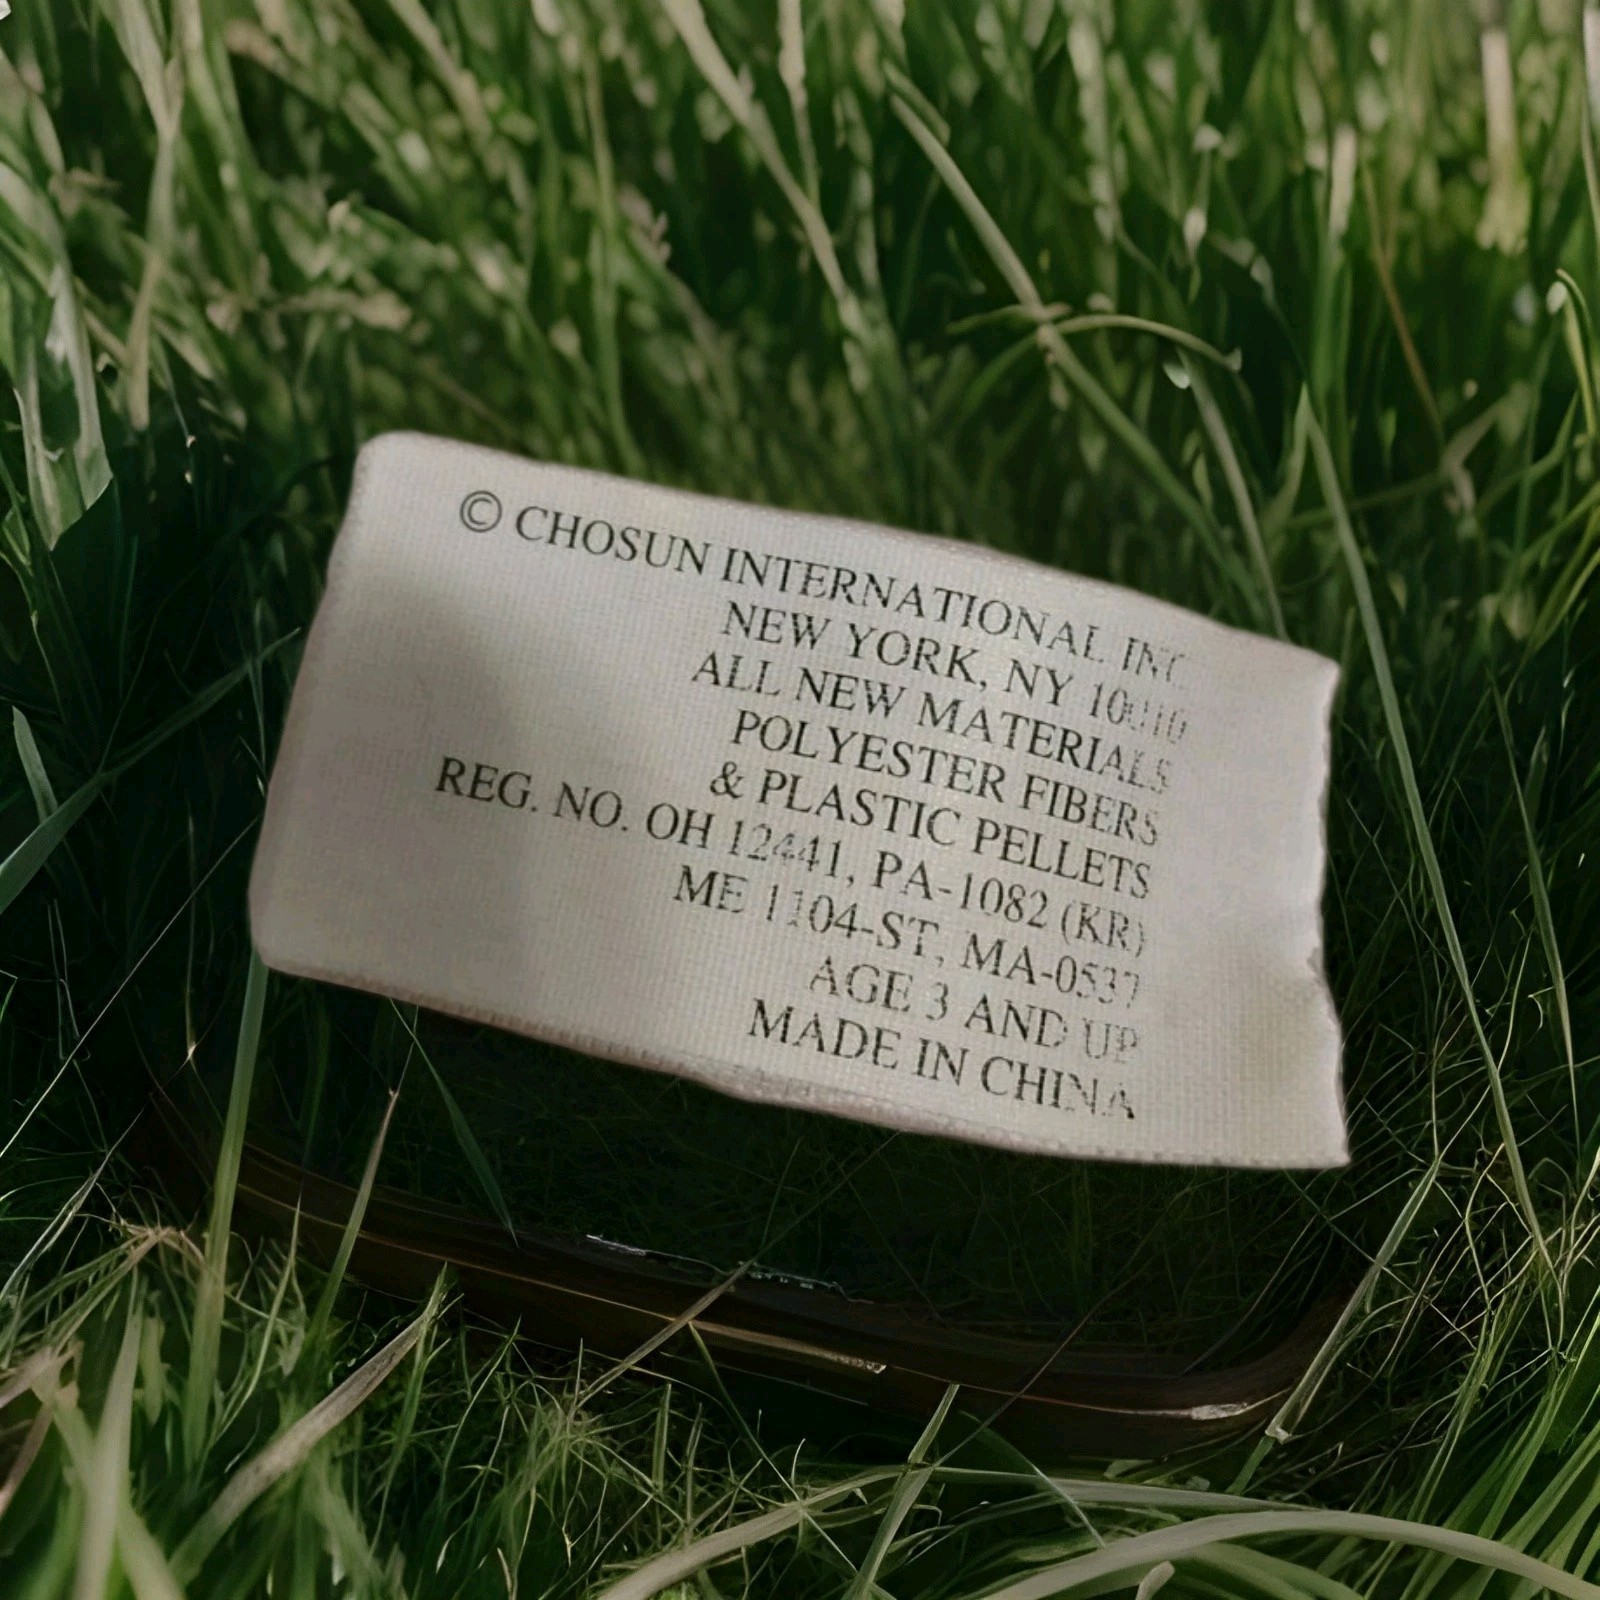 © CHOSUN INTERNATIONAL INC
NEW YORK, NY 10010
ALL NEW MATERIALS
POLYESTER FIBERS
& PLASTIC PELLETS
REG. NO. OH 12441, PA-1082 (KR)
ME 1104-ST, MA-0537
AGE 3 AND UP
MADE IN CHINA